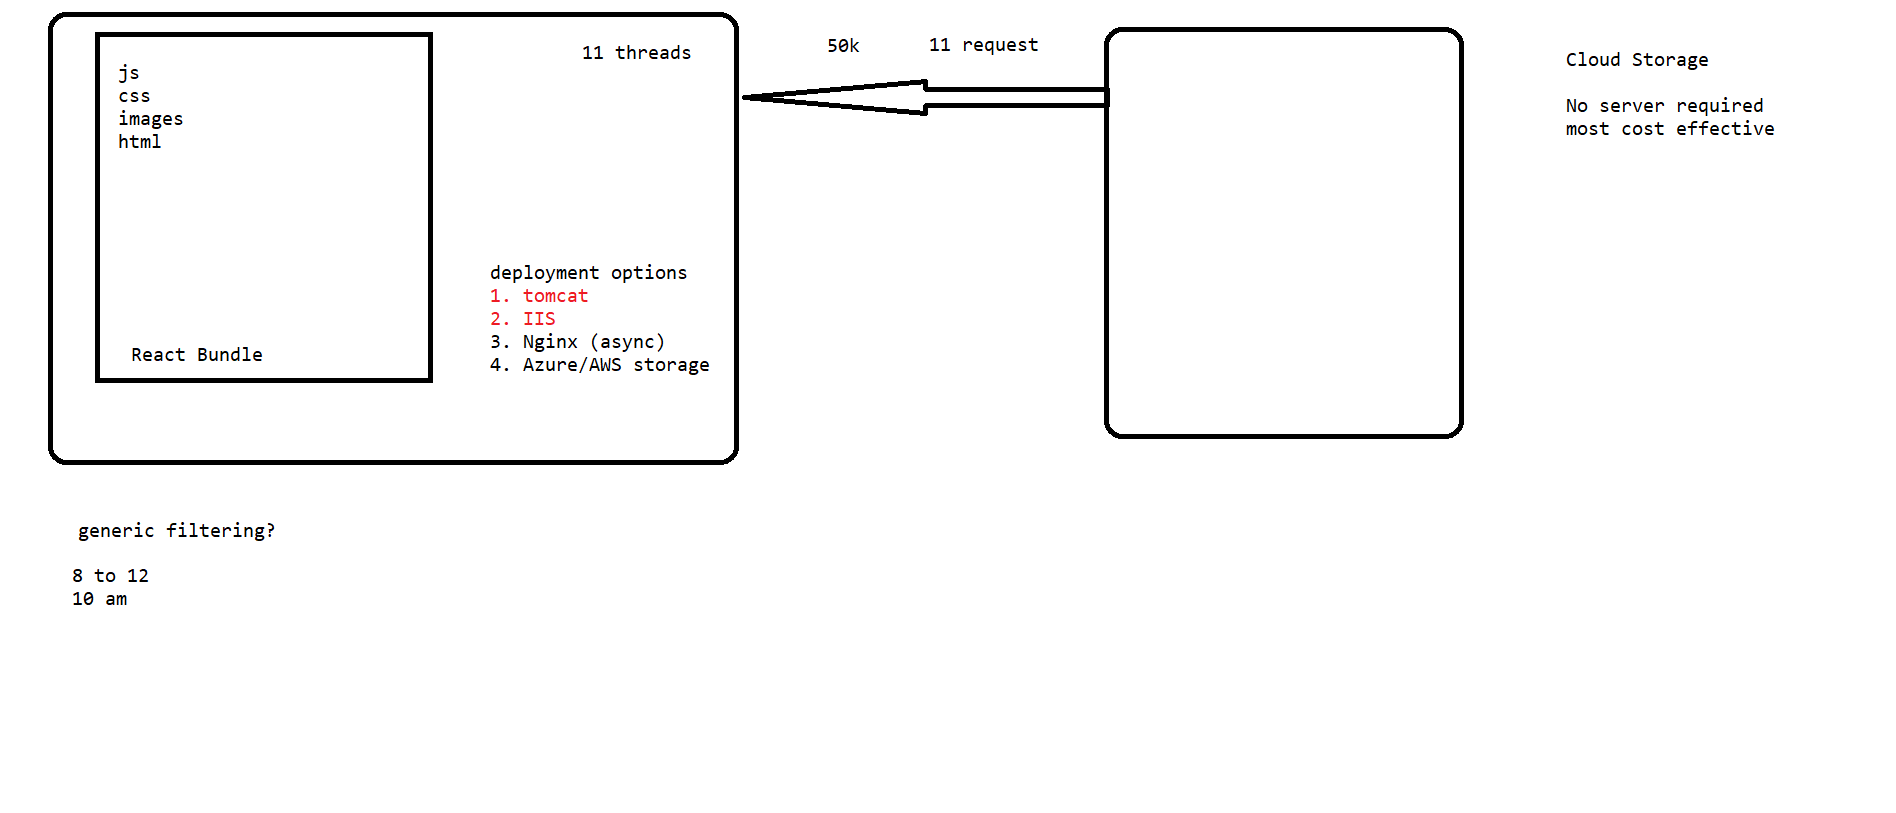 js
css
images
html
React Bundle
11 threads
deployment options
1. tomcat
2. IIS
3. Nginx (async)
4. Azure/AWS storage
50k
11 request
Cloud Storage
No server required
most cost effective
generic filtering?
8 to 12
10 am